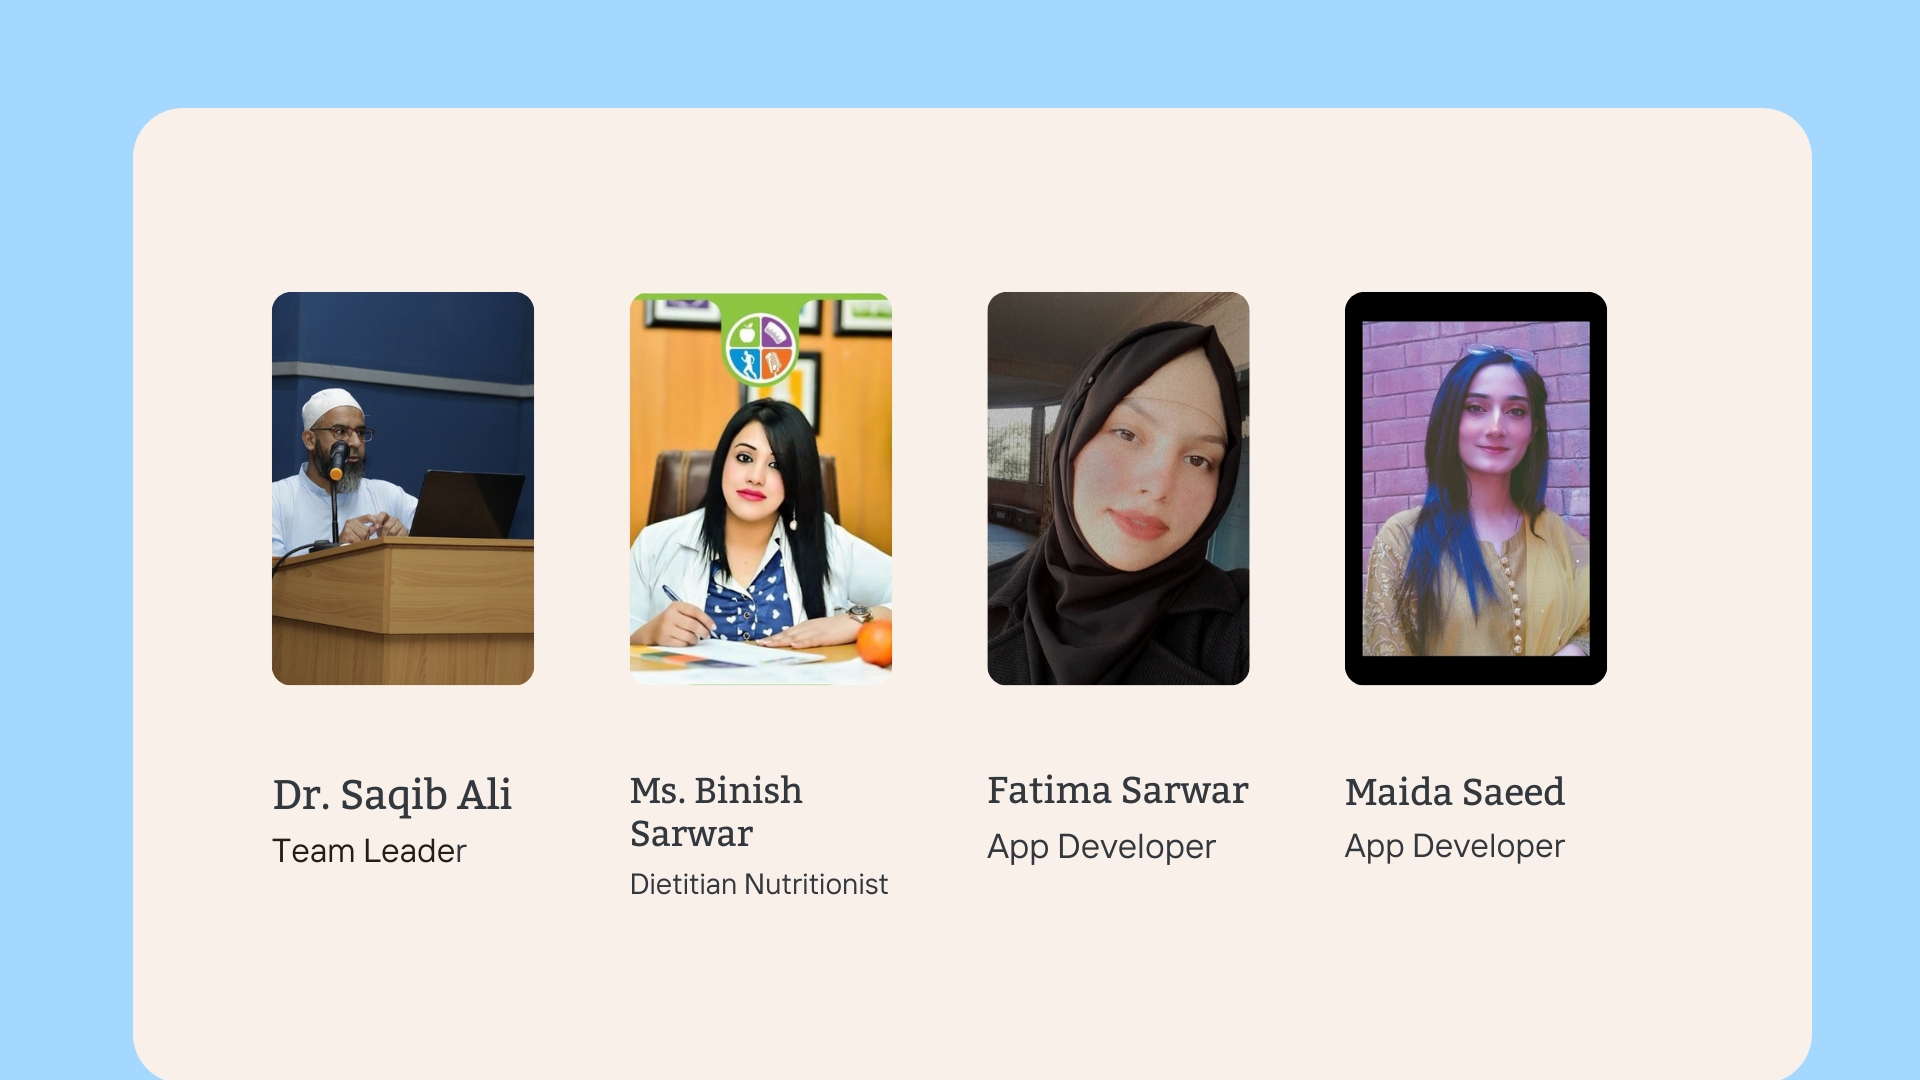 Dr. Saqib Ali
Team Leader
Ms. Binish
Sarwar
Dietitian Nutritionist
Fatima Sarwar
App Developer
Maida Saeed
App Developer